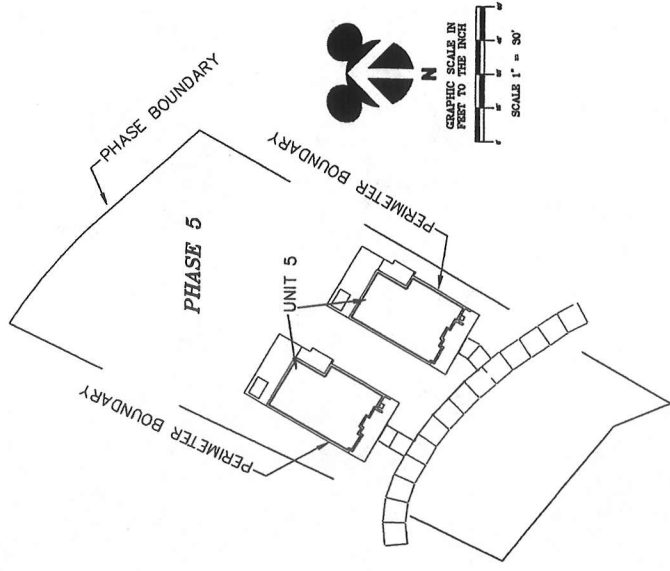 PHASE BOUNDARY
PERIMETER BOUNDARY
PHASE 5
UNIT 5
PERIMETER BOUNDARY
N
GRAPHIC SCALE IN
FEET TO THE INCH
SCALE 1" = 30'